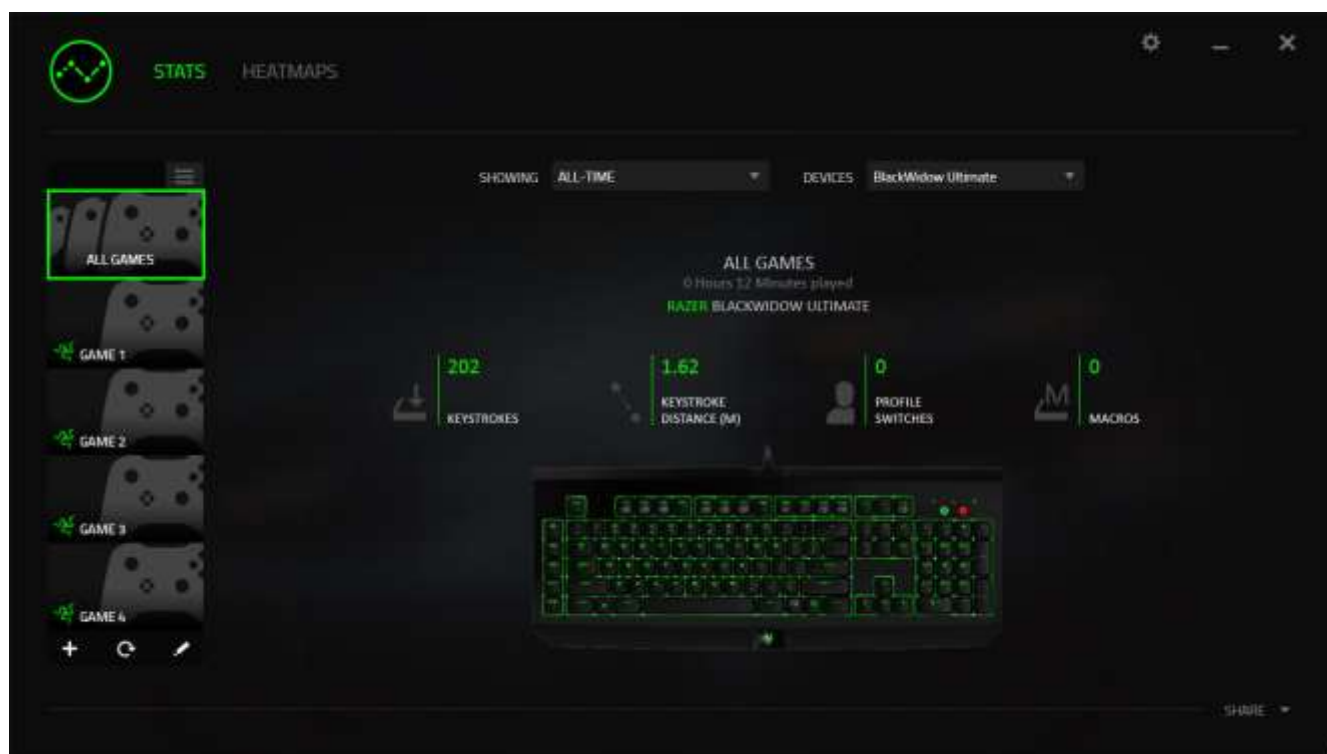 STATS HEATMAPS
SHOWING ALL-TIME DEVICES BlackWidow Ultimate
ALL GAMES
GAME 1
GAME 2
GAME 3
GAME 4
ALL GAMES
0 Hours 12 Minutes played
RAZER BLACKWIDOW ULTIMATE
202
KEYSTROKES
1.62
KEYSTROKE
DISTANCE (M)
0
PROFILE
SWITCHES
M
0
MACROS
SHARE